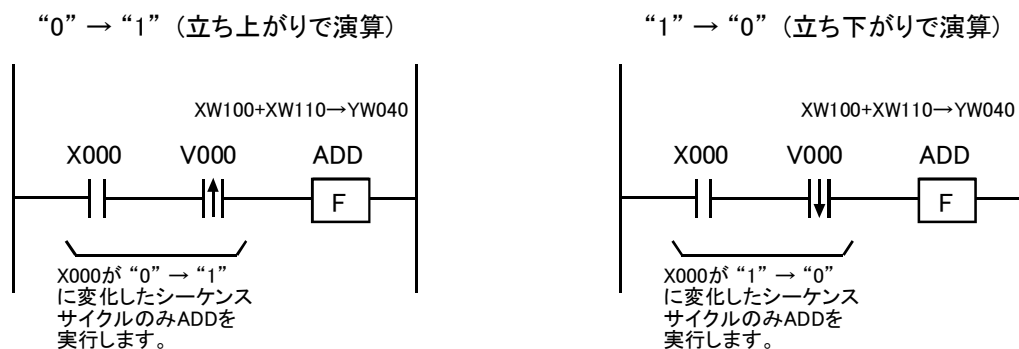 “0” → “1” (立ち上がりで演算)
XW100+XW110→YW040
X000 V000 ADD
F
X000が “0” → “1”
に変化したシーケンス
サイクルのみADDを
実行します。
“1” → “0” (立ち下がりで演算)
XW100+XW110→YW040
X000 V000 ADD
F
X000が “1” → “0”
に変化したシーケンス
サイクルのみADDを
実行します。